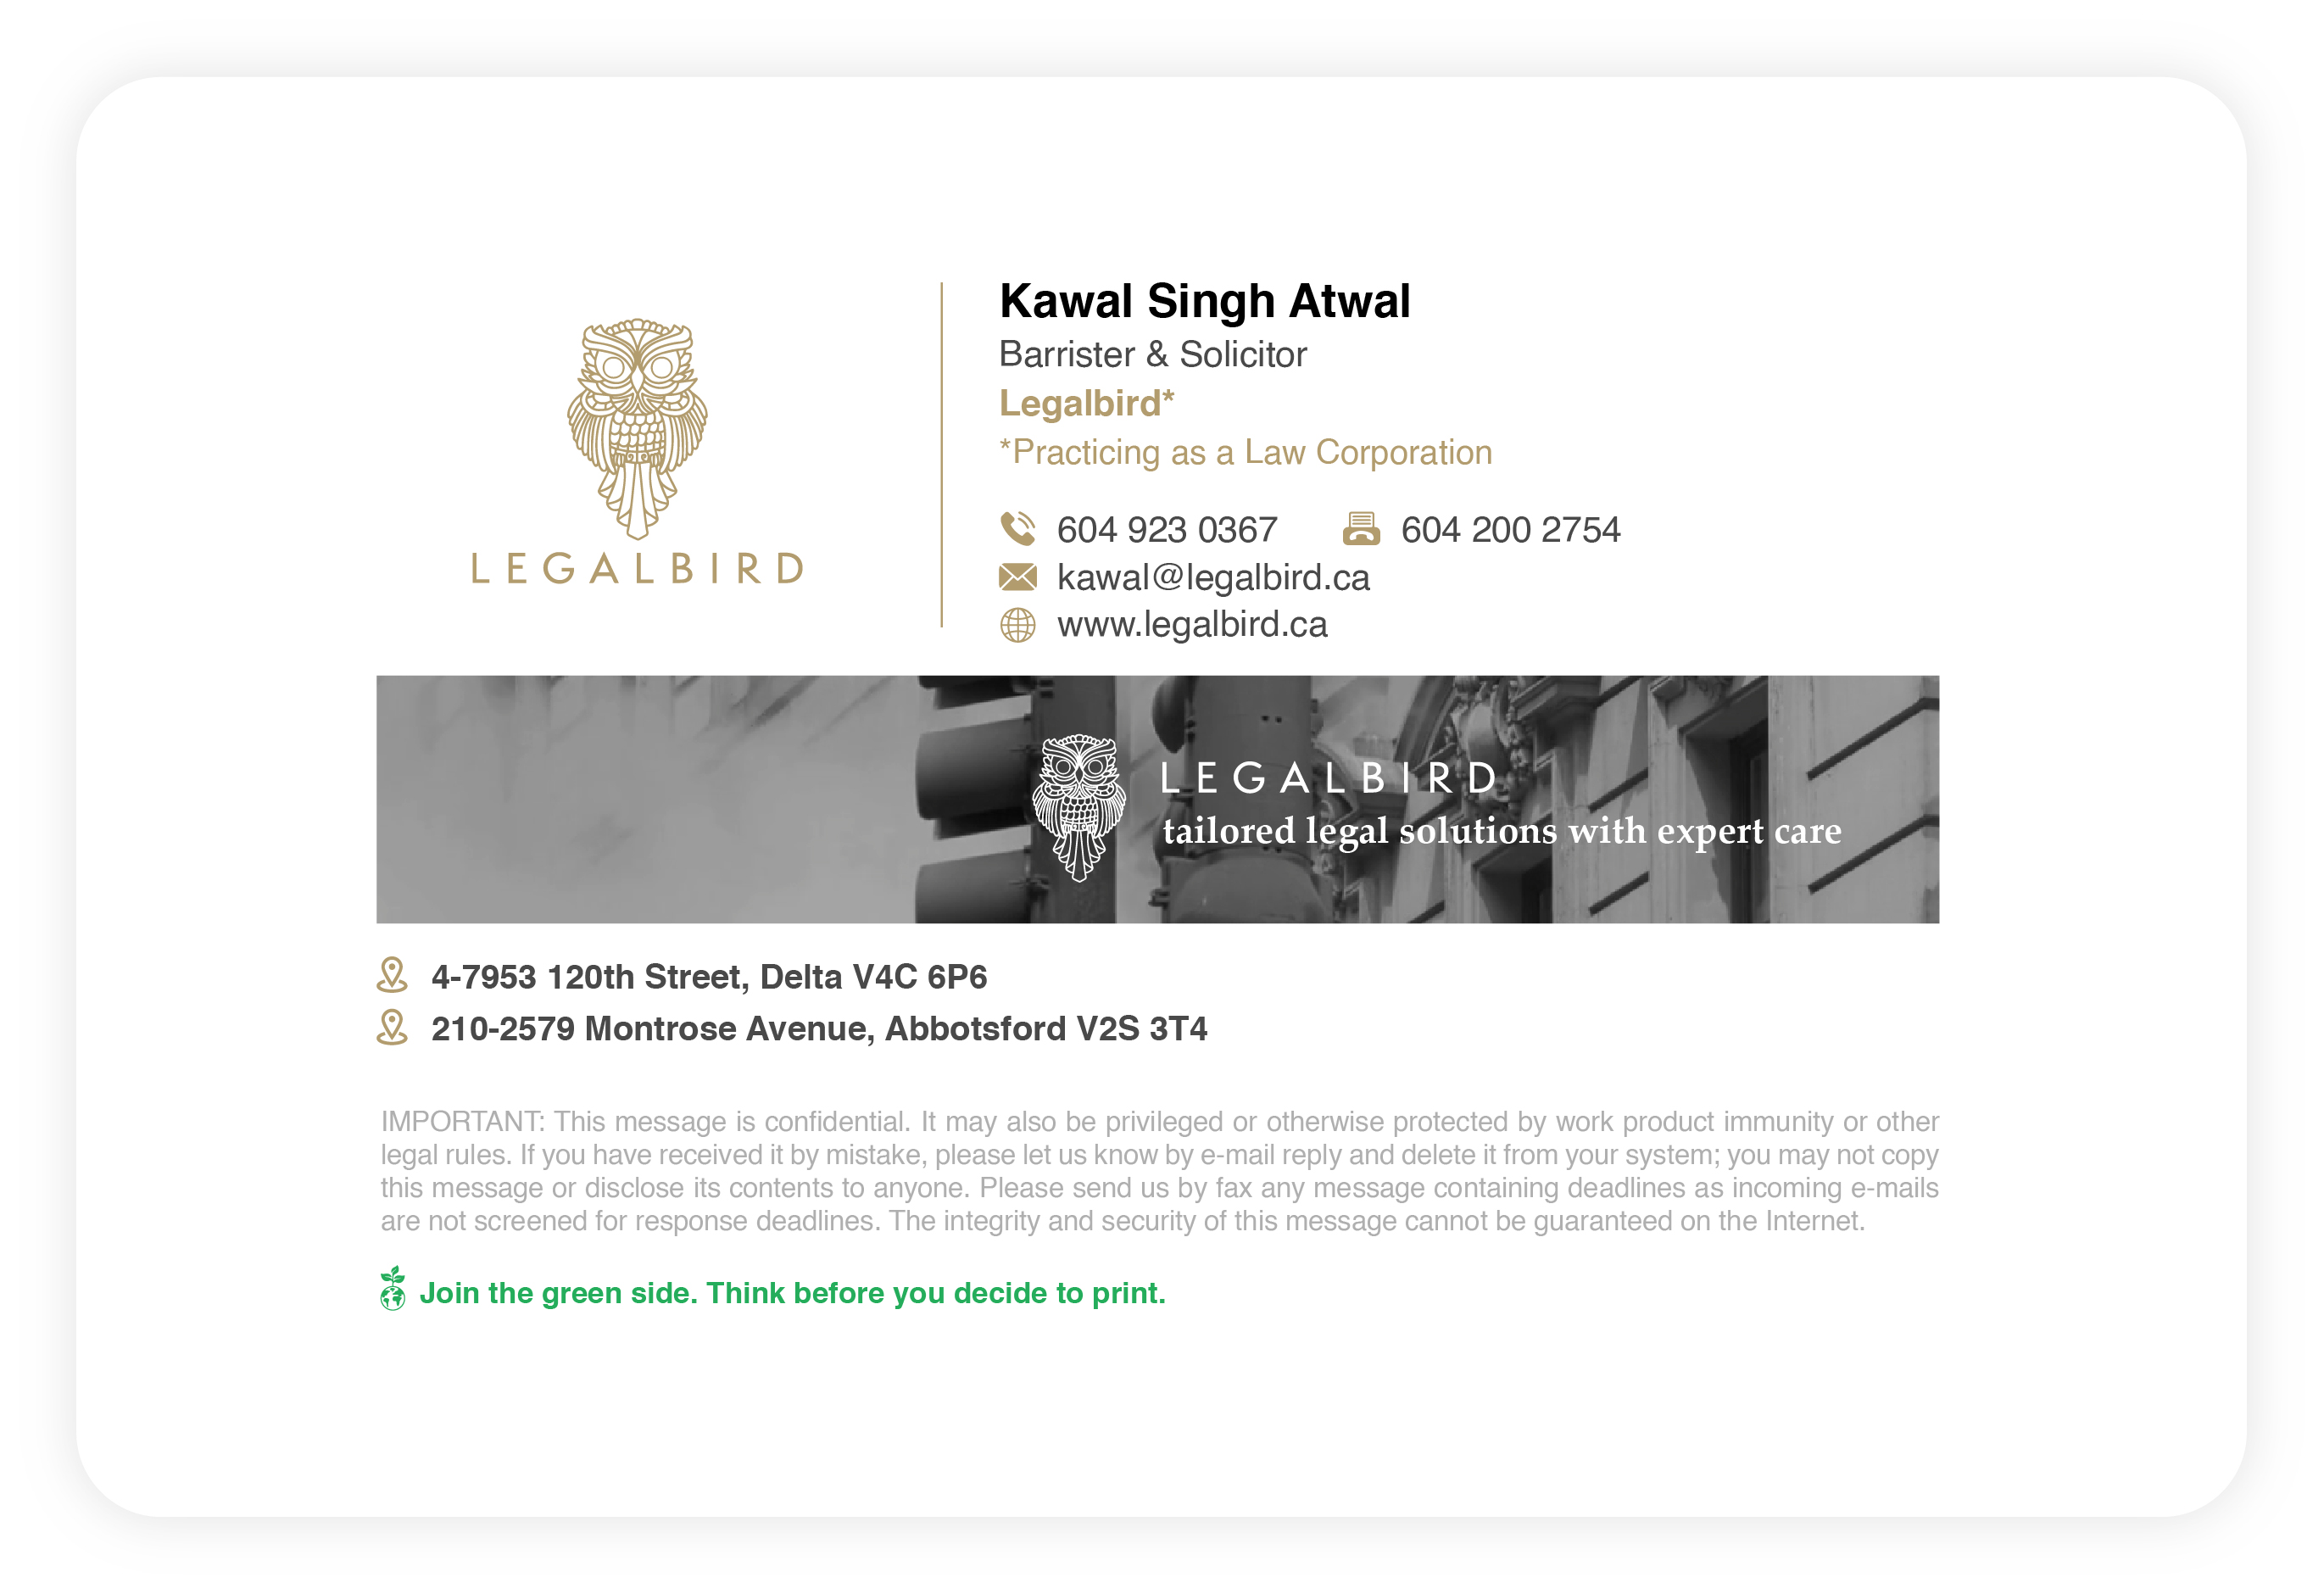 LEGALBIRD
Kawal Singh Atwal
Barrister & Solicitor
Legalbird*
*Practicing as a Law Corporation
604 923 0367 604 200 2754
kawal@legalbird.ca
www.legalbird.ca
LEGALBIRD
tailored legal solutions with expert care
4-7953 120th Street, Delta V4C 6P6
210-2579 Montrose Avenue, Abbotsford V2S 3T4
IMPORTANT: This message is confidential. It may also be privileged or otherwise protected by work product immunity or other
legal rules. If you have received it by mistake, please let us know by e-mail reply and delete it from your system; you may not copy
this message or disclose its contents to anyone. Please send us by fax any message containing deadlines as incoming e-mails
are not screened for response deadlines. The integrity and security of this message cannot be guaranteed on the Internet.
Join the green side. Think before you decide to print.